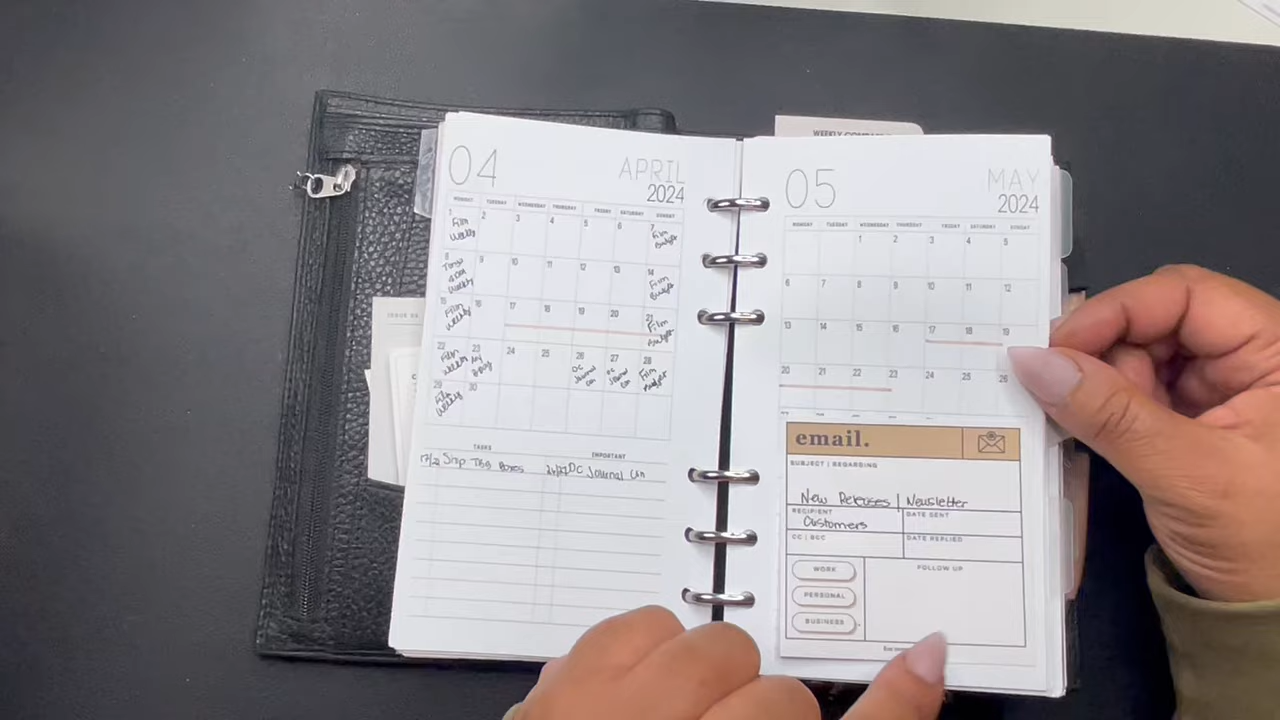 WEEKLY
ISSUE
04 APRIL
2024
MONDAY TUESDAY WEDNESDAY THURSDAY FRIDAY SATURDAY SUNDAY
1 2 3 4 5 6 7
Film Weekly
Film Budget
8 9 10 11 12 13 14
Weekly
Film Budget
15 16 17 18 19 20 21
Film Weekly
Film Budget
22 23 24 25 26 27 28
Film Weekly
DC Journal Con
DC Journal Con
Film Budget
29 30
Film Weekly
TASKS IMPORTANT
Ship Boxes
DC Journal Con
05 MAY
2024
MONDAY TUESDAY WEDNESDAY THURSDAY FRIDAY SATURDAY SUNDAY
1 2 3 4 5
6 7 8 9 10 11 12
13 14 15 16 17 18 19
20 21 22 23 24 25 26
email.
SUBJECT | REGARDING
New Releases | Newsletter
RECIPIENT DATE SENT
Customers
CC | BCC DATE REPLIED
WORK FOLLOW UP
PERSONAL
BUSINESS